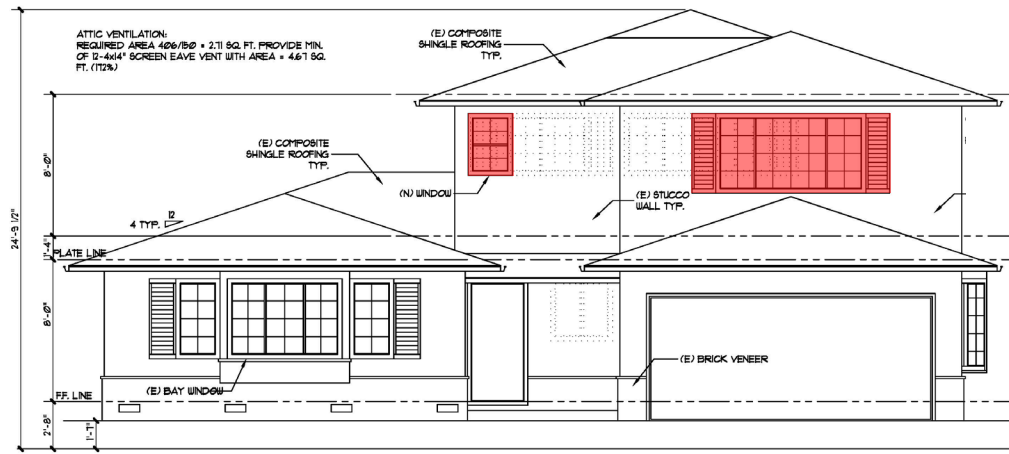 ATTIC VENTILATION:
REQUIRED AREA 406/150 = 2.71 SQ. FT. PROVIDE MIN.
OF 12-4x14" SCREEN EAVE VENT WITH AREA = 4.67 SQ.
FT. (172%)
(E) COMPOSITE
SHINGLE ROOFING
TYP.
(E) COMPOSITE
SHINGLE ROOFING
TYP.
(N) WINDOW
(E) STUCCO
WALL TYP.
12
4 TYP.
24'-9 1/2"
8'-0"
1'-4"
PLATE LINE
8'-0"
(E) BAY WINDOW
(E) BRICK VENEER
F.F. LINE
2'-8"
1'-7"